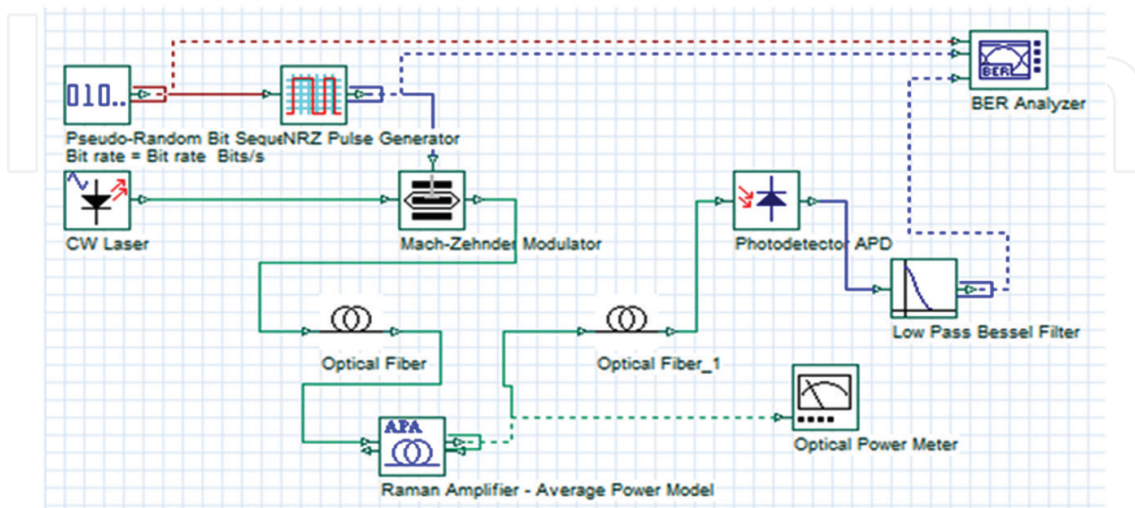 010..
BER
BER Analyzer
Pseudo-Random Bit Seque
NRZ Pulse Generator
Bit rate = Bit rate Bits/s
CW Laser
Mach-Zehnder Modulator
Photodetector APD
Low Pass Bessel Filter
Optical Fiber
Optical Fiber_1
APA
Optical Power Meter
Raman Amplifier - Average Power Model